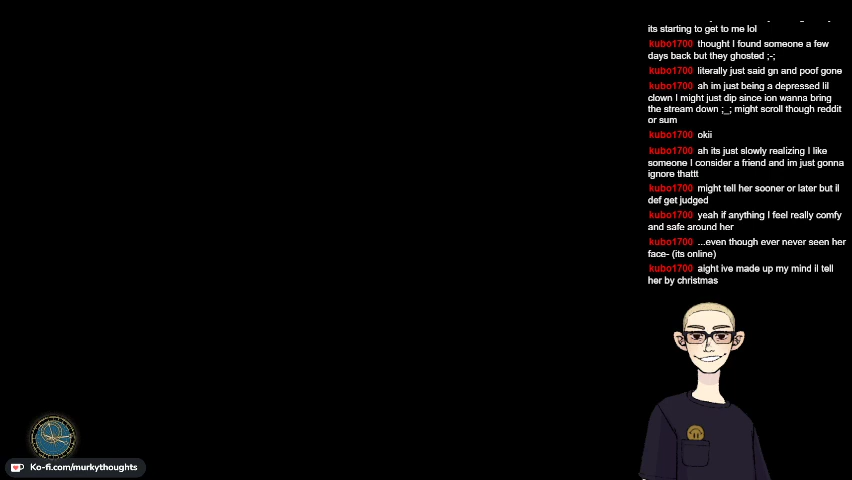 its starting to get to me lol
kubo1700 thought I found someone a few
days back but they ghosted ;-;
kubo1700 literally just said gn and poof gone
kubo1700 ah im just being a depressed lil
clown I might just dip since ion wanna bring
the stream down ;_; might scroll though reddit
or sum
kubo1700 okii
kubo1700 ah its just slowly realizing I like
someone I consider a friend and im just gonna
ignore thattt
kubo1700 might tell her sooner or later but il
def get judged
kubo1700 yeah if anything I feel really comfy
and safe around her
kubo1700 ...even though ever never seen her
face- (its online)
kubo1700 aight ive made up my mind il tell
her by christmas
Ko-fi.com/murkythoughts